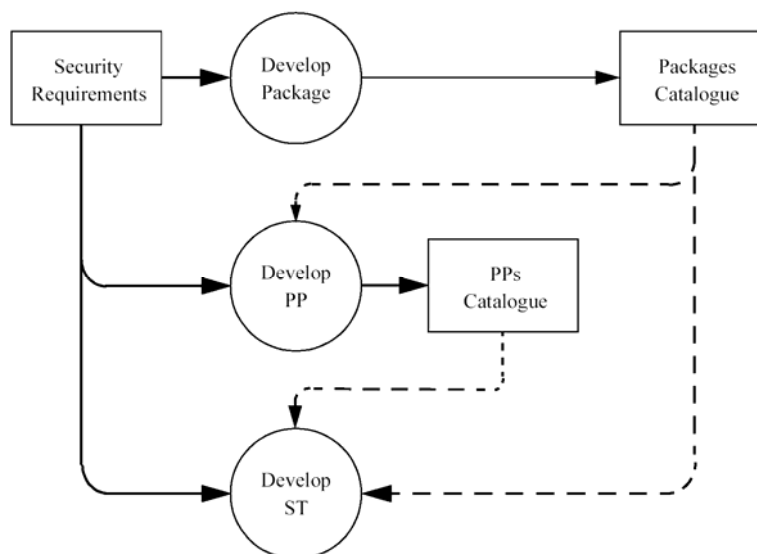 Security
Requirements
Develop
Package
Packages
Catalogue
Develop
PP
PPs
Catalogue
Develop
ST